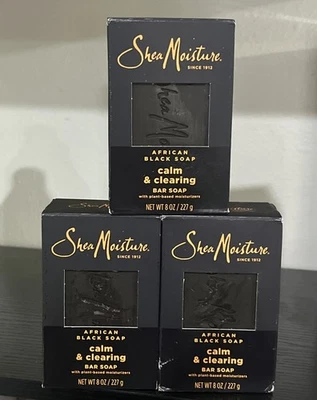 SheaMoisture
SINCE 1912
Shea Mo
AFRICAN
BLACK SOAP
calm
& clearing
BAR SOAP
with plant-based moisturizers
NET WT 8 OZ / 227 g
SheaMoisture
SINCE 1912
AFRICAN
BLACK SOAP
calm
& clearing
BAR SOAP
with plant-based moisturizers
NET WT 8 OZ / 227 g
SheaMoisture
SINCE 1912
AFRICAN
BLACK SOAP
calm
& clearing
BAR SOAP
with plant-based moisturizers
NET WT 8 OZ / 227 g